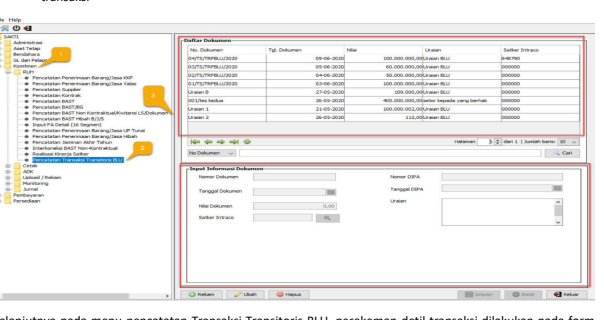 transaksi
Help
SAKTI
Administrasi
Aset Tetap
Bendahara
GL dan Pelaporan
Komitmen
1
RUH
Pencatatan Penerimaan Barang/Jasa KKP
Pencatatan Penerimaan Barang/Jasa Valas
Pencatatan Supplier
Pencatatan Kontrak
Pencatatan BAST
Pencatatan BAST/BG
Pencatatan BAST Non Kontraktual/Kwitansi LS/Dokumen
Pencatatan BAST Hibah B/J/S
Input FA Detail (16 Segmen)
Pencatatan Penerimaan Barang/Jasa UP Tunai
Pencatatan Penerimaan Barang/Jasa Hibah
Pencatatan Jaminan Akhir Tahun
Interkoneksi BAST Non-Kontraktual
Realisasi Kinerja Satker
Pencatatan Transaksi Transitoris BLU
2
Cetak
ADK
Upload / Rekam
Monitoring
Jurnal
Pembayaran
Persediaan
3
Daftar Dokumen
No. Dokumen Tgl. Dokumen Nilai Uraian Satker Intraco
04/TS/TRFBLU/2020 09-06-2020 100.000.000,00 Uraian BLU 648790
03/TS/TRFBLU/2020 05-06-2020 60.000.000,00 Uraian BLU 000000
02/TS/TRFBLU/2020 04-06-2020 50.000.000,00 Uraian BLU 000000
01/TS/TRFBLU/2020 03-06-2020 100.000.000,00 Uraian BLU 000000
Uraian 8 27-05-2020 109,00 Uraian BLU 000000
001/tes kedua 26-05-2020 400.000.000,00 setor kepada yang berhak 000000
Uraian 1 21-05-2020 100.000.002,00 Uraian BLU 000000
Uraian 2 26-05-2020 112,00 Uraian BLU 000000
Halaman 1 dari 1 | Jumlah baris: 10
No Dokumen Cari
Input Informasi Dokumen
Nomor Dokumen Nomor DIPA
Tanggal Dokumen Tanggal DIPA
Nilai Dokumen 0,00 Uraian
Satker Intraco
Rekam Ubah Hapus Simpan Batal Keluar
pada menu pencatatan Transaksi Transitoris BLU, perekaman detil transaksi dilakukan pada form